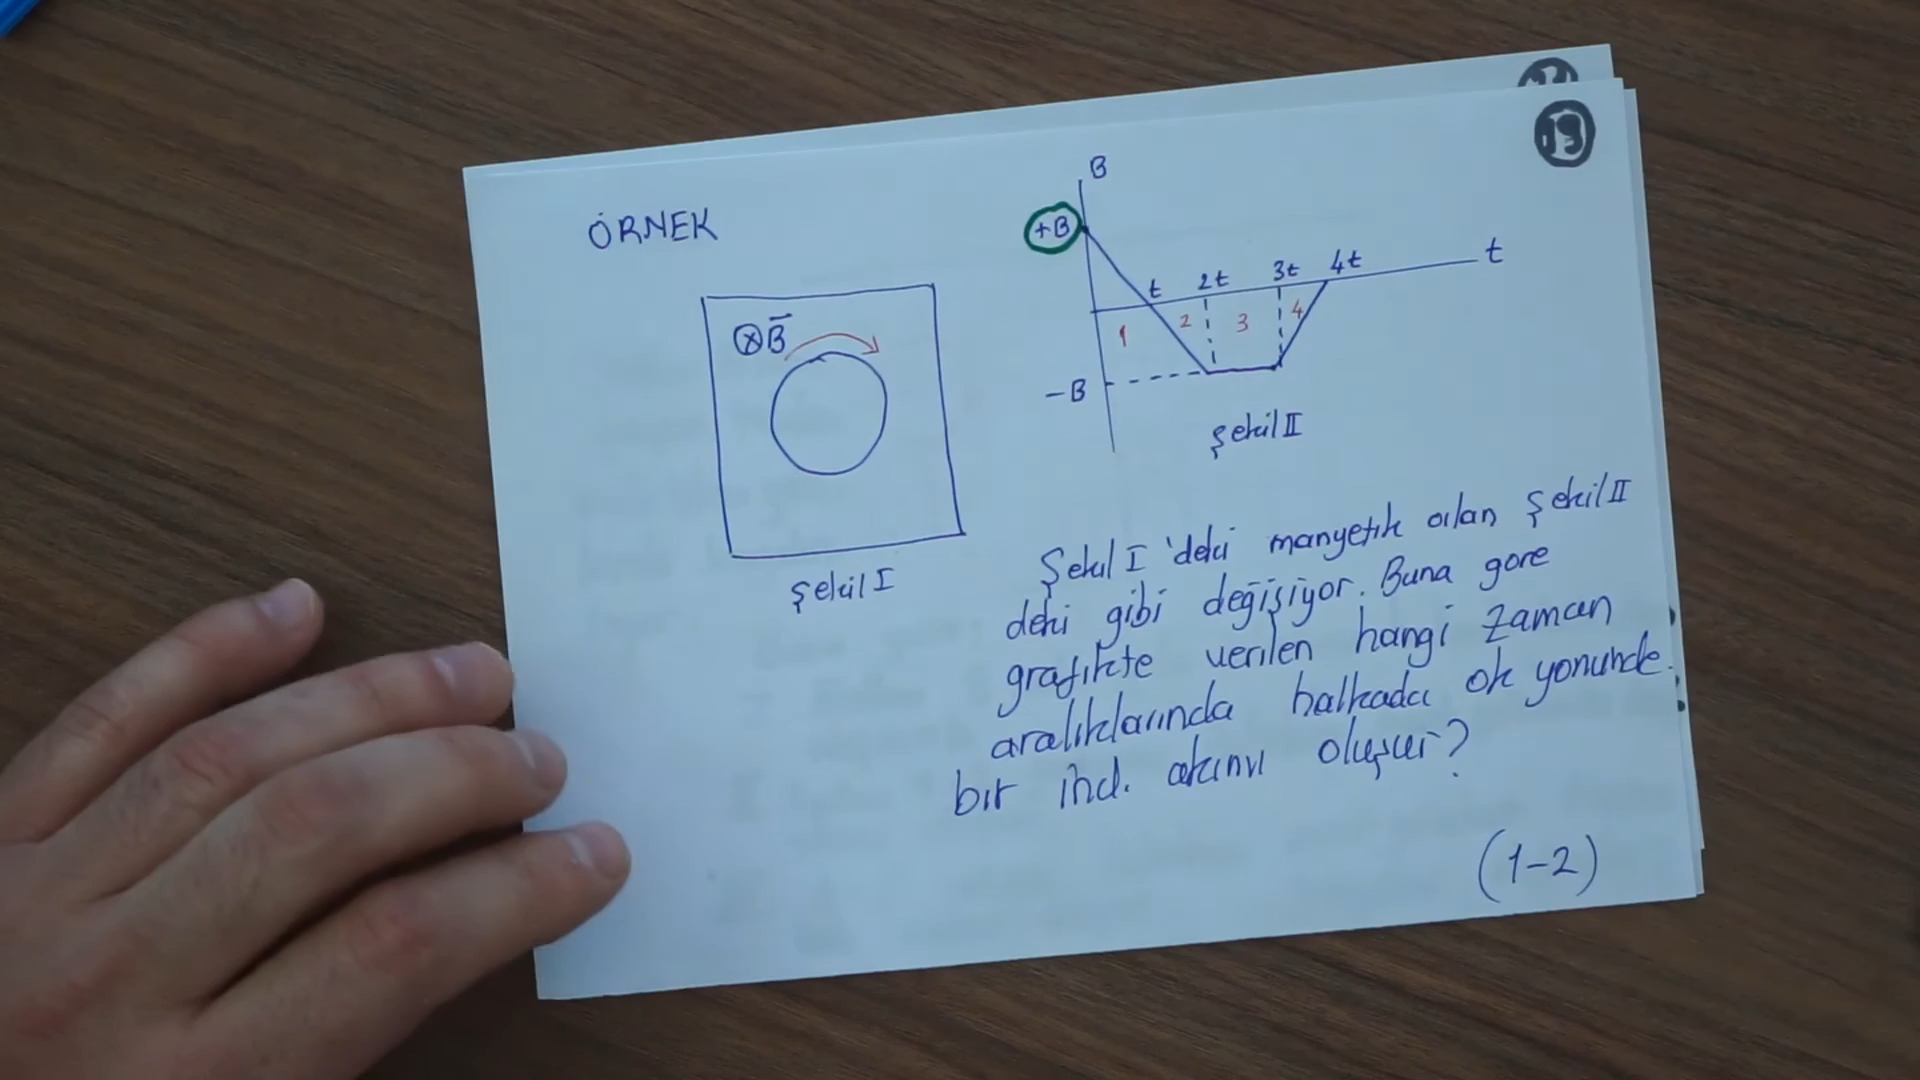 19
ÖRNEK
⊗B
Şekil I
B
+B
t 2t 3t 4t t
1 2 3 4
-B
Şekil II
Şekil I 'deki manyetik alan Şekil II
deki gibi değişiyor. Buna göre
grafikte verilen hangi zaman
aralıklarında halkada ok yönünde
bir ind. akımı oluşur?
(1-2)